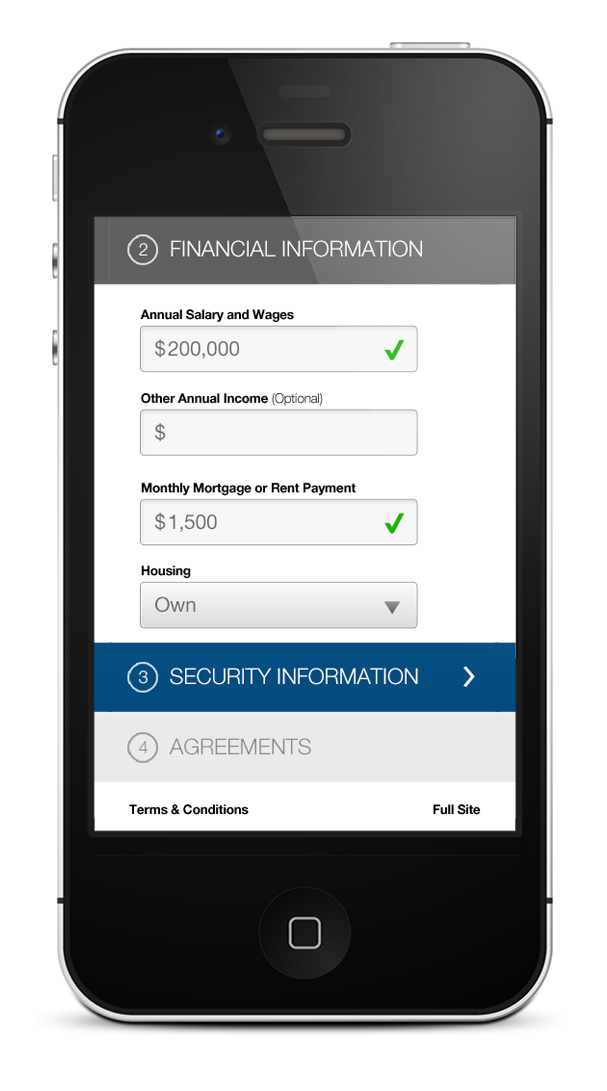 2 FINANCIAL INFORMATION
Annual Salary and Wages
$200,000
Other Annual Income (Optional)
$
Monthly Mortgage or Rent Payment
$1,500
Housing
Own
3 SECURITY INFORMATION
4 AGREEMENTS
Terms & Conditions Full Site